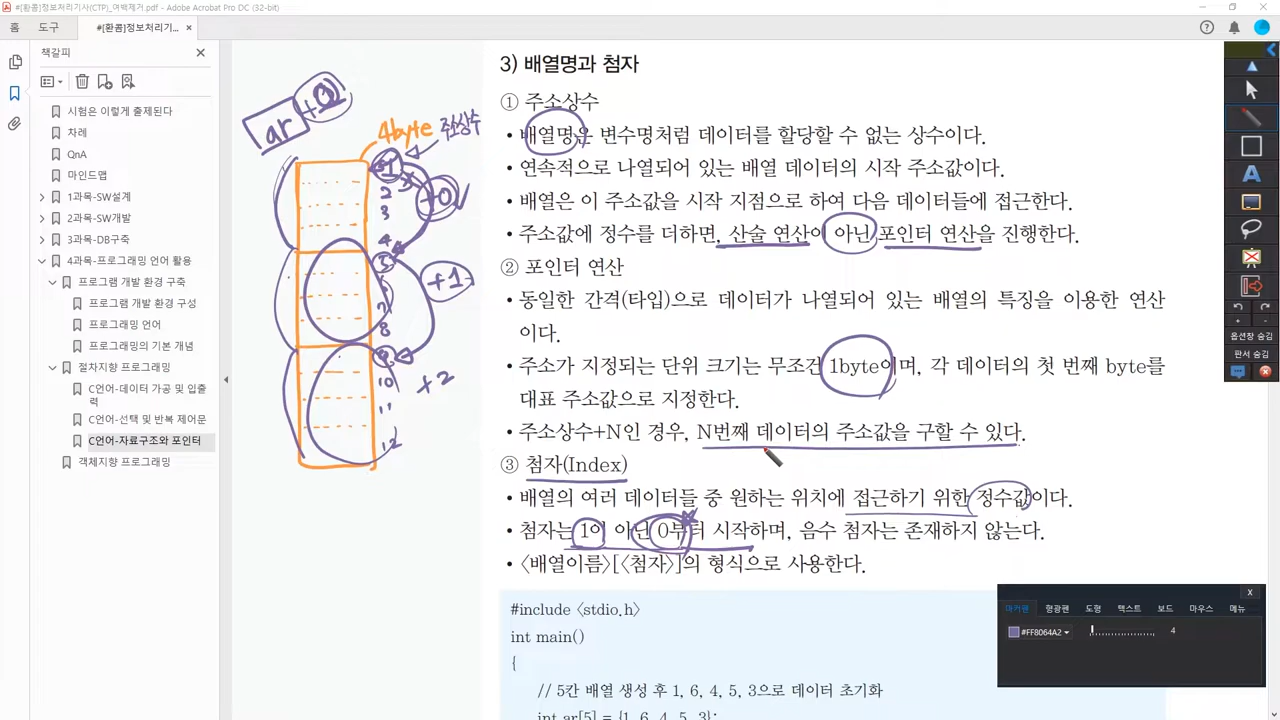 #[환콤]정보처리기사(CTP)_여백제거.pdf - Adobe Acrobat Pro DC (32-bit)
홈 도구 #[환콤]정보처리기... ×
책갈피
시험은 이렇게 출제된다
차례
QnA
마인드맵
1과목-SW설계
2과목-SW개발
3과목-DB구축
4과목-프로그래밍 언어 활용
프로그램 개발 환경 구축
프로그램 개발 환경 구성
프로그래밍 언어
프로그래밍의 기본 개념
절차지향 프로그래밍
C언어-데이터 가공 및 입출력
C언어-선택 및 반복 제어문
C언어-자료구조와 포인터
객체지향 프로그래밍
ar +0
4byte 주소상수
1
2
3
4
5
6
7
8
9
10
11
12
+0
+1
+2
3) 배열명과 첨자
① 주소상수
• 배열명은 변수명처럼 데이터를 할당할 수 없는 상수이다.
• 연속적으로 나열되어 있는 배열 데이터의 시작 주소값이다.
• 배열은 이 주소값을 시작 지점으로 하여 다음 데이터들에 접근한다.
• 주소값에 정수를 더하면, 산술 연산이 아닌 포인터 연산을 진행한다.
② 포인터 연산
• 동일한 간격(타입)으로 데이터가 나열되어 있는 배열의 특징을 이용한 연산
이다.
• 주소가 지정되는 단위 크기는 무조건 1byte이며, 각 데이터의 첫 번째 byte를
대표 주소값으로 지정한다.
• 주소상수+N인 경우, N번째 데이터의 주소값을 구할 수 있다.
③ 첨자(Index)
• 배열의 여러 데이터들 중 원하는 위치에 접근하기 위한 정수값이다.
• 첨자는 1이 아닌 0부터 시작하며, 음수 첨자는 존재하지 않는다.
• 〈배열이름〉[〈첨자〉]의 형식으로 사용한다.
#include 〈stdio.h〉
int main()
{
// 5칸 배열 생성 후 1, 6, 4, 5, 3으로 데이터 초기화
int ar[5] = {1, 6, 4, 5, 3};
A
옵션창 숨김
판서 숨김
X
마커펜 형광펜 도형 텍스트 보드 마우스 메뉴
#FF8064A2 4